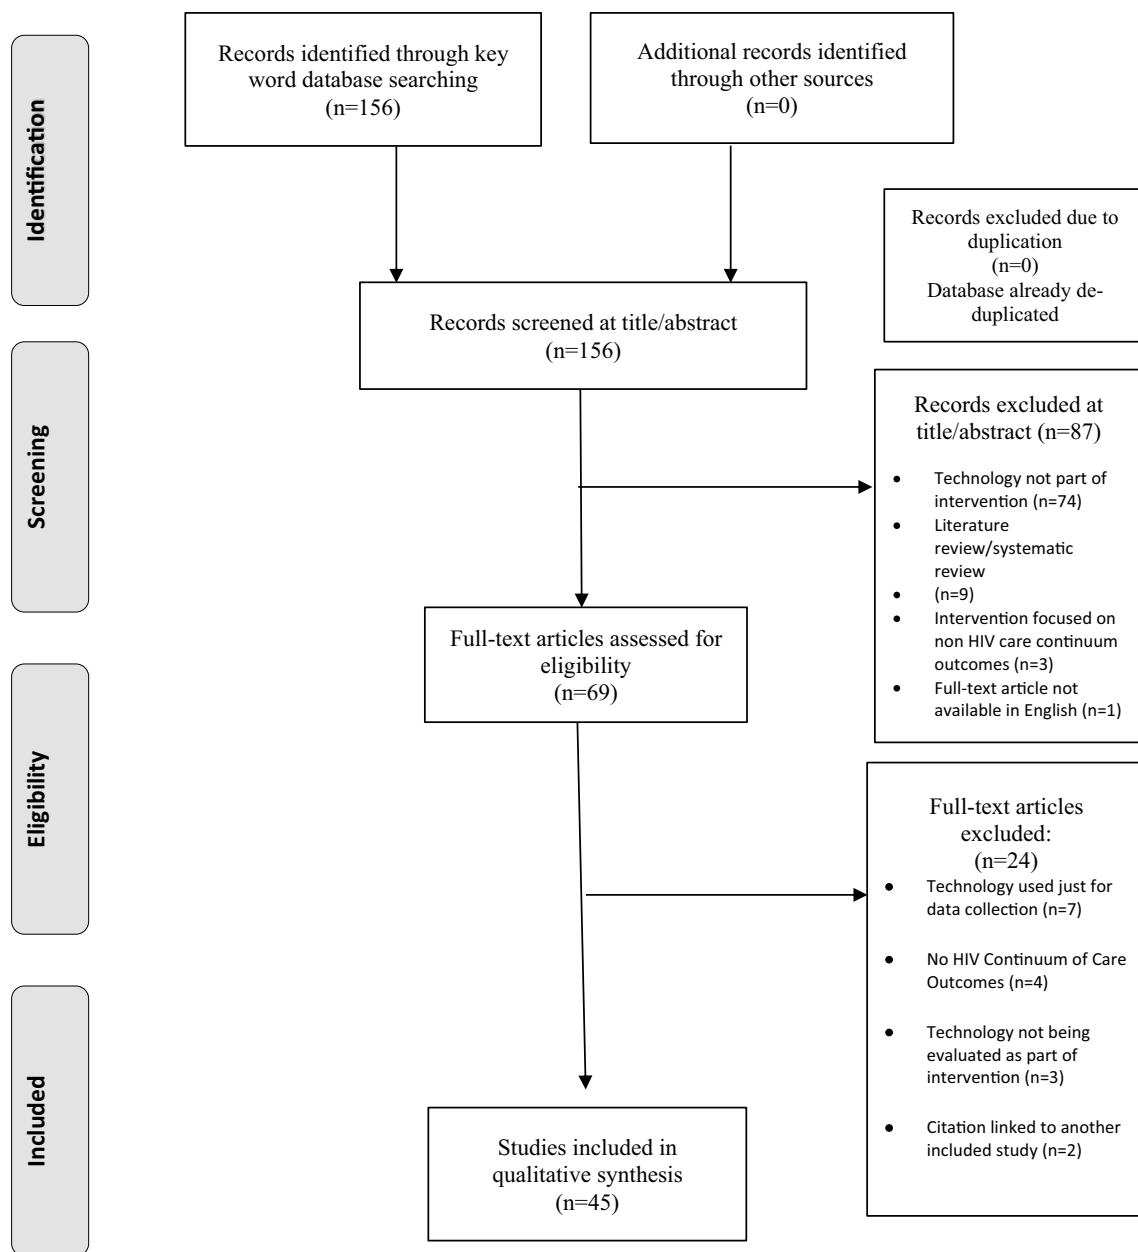 Identification
Records identified through key
word database searching
(n=156)
Additional records identified
through other sources
(n=0)
Records excluded due to
duplication
(n=0)
Database already de-
duplicated
Records screened at title/abstract
(n=156)
Screening
Records excluded at
title/abstract (n=87)
• Technology not part of
intervention (n=74)
• Literature
review/systematic
review
• (n=9)
• Intervention focused on
non HIV care continuum
outcomes (n=3)
• Full-text article not
available in English (n=1)
Eligibility
Full-text articles assessed for
eligibility
(n=69)
Full-text articles
excluded:
(n=24)
• Technology used just for
data collection (n=7)
• No HIV Continuum of Care
Outcomes (n=4)
• Technology not being
evaluated as part of
intervention (n=3)
• Citation linked to another
included study (n=2)
Included
Studies included in
qualitative synthesis
(n=45)